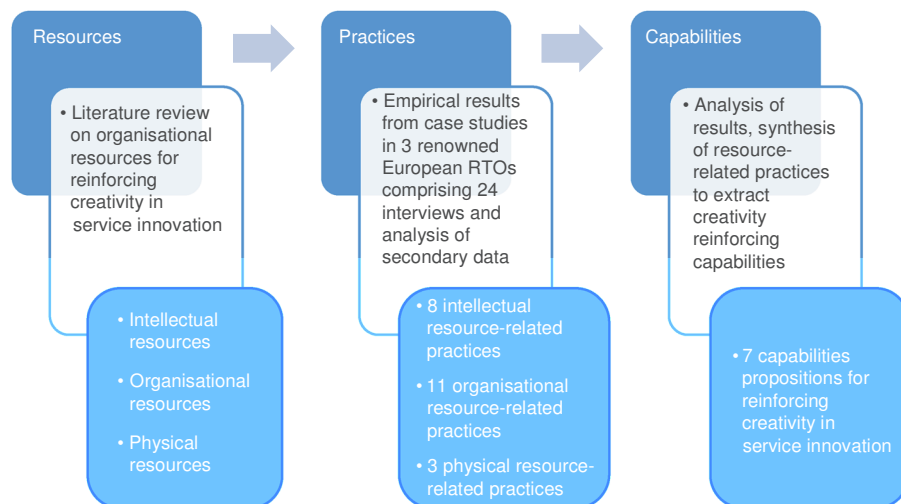 Resources
• Literature review
on organisational
resources for
reinforcing
creativity in
service innovation
• Intellectual
resources
• Organisational
resources
• Physical
resources
Practices
• Empirical results
from case studies
in 3 renowned
European RTOs
comprising 24
interviews and
analysis of
secondary data
• 8 intellectual
resource-related
practices
• 11 organisational
resource-related
practices
• 3 physical resource-
related practices
Capabilities
• Analysis of
results, synthesis
of resource-
related practices
to extract
creativity
reinforcing
capabilities
• 7 capabilities
propositions for
reinforcing
creativity in
service innovation